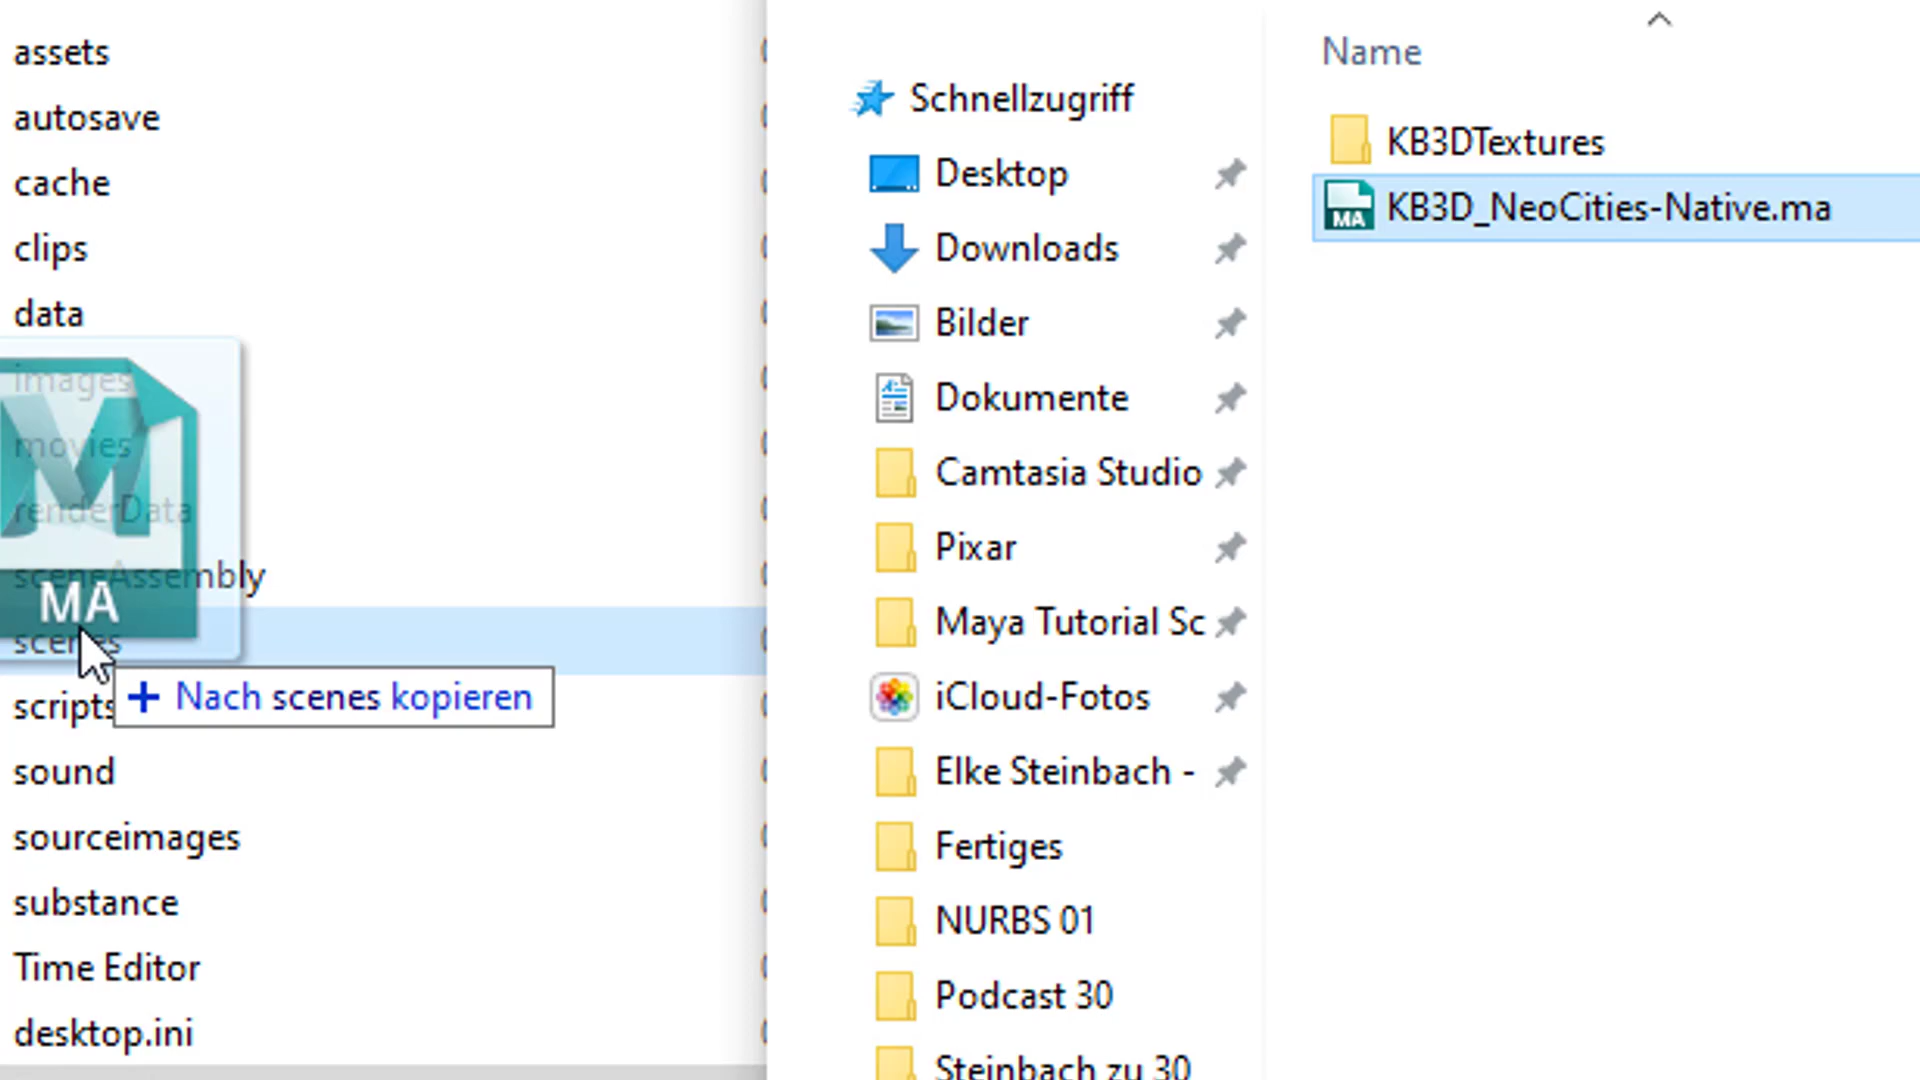 assets
autosave
cache
clips
data
images
movies
renderData
sceneAssembly
MA
scenes
Nach scenes kopieren
scripts
sound
sourceimages
substance
Time Editor
desktop.ini
Schnellzugriff
Desktop
Downloads
Bilder
Dokumente
Camtasia Studio
Pixar
Maya Tutorial Sc
iCloud-Fotos
Elke Steinbach -
Fertiges
NURBS 01
Podcast 30
Steinbach zu 30
Name
KB3DTextures
MA KB3D_NeoCities-Native.ma